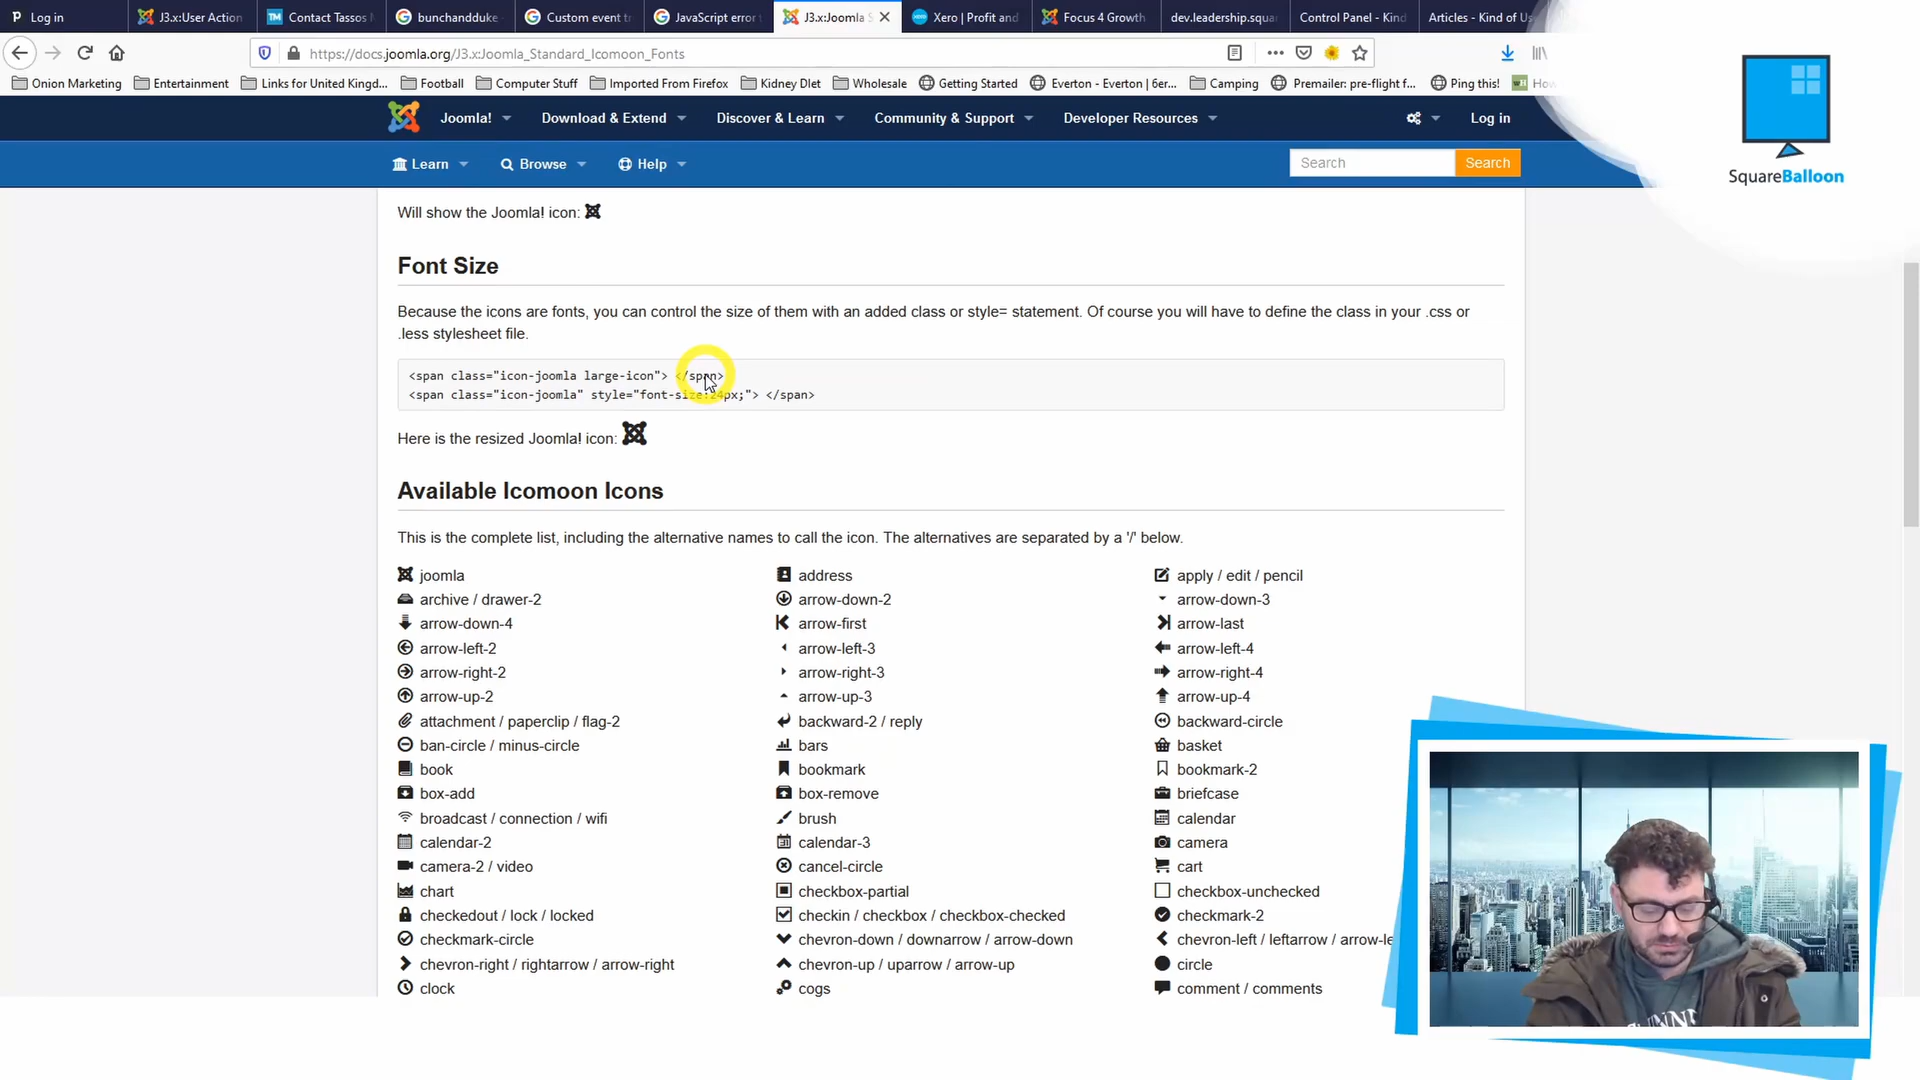 Log in
J3.x:User Action
Contact Tassos
bunchandduke
Custom event tr
JavaScript error
J3.x:Joomla S
Xero | Profit and
Focus 4 Growth
dev.leadership.squa
Control Panel - Kind
Articles - Kind of Us
https://docs.joomla.org/J3.x:Joomla_Standard_Icomoon_Fonts
Onion Marketing
Entertainment
Links for United Kingd...
Football
Computer Stuff
Imported From Firefox
Kidney Dlet
Wholesale
Getting Started
Everton - Everton | 6er...
Camping
Premailer: pre-flight f...
Ping this!
How
SquareBalloon
Joomla!
Download & Extend
Discover & Learn
Community & Support
Developer Resources
Log in
Learn
Browse
Help
Search
Search
Will show the Joomla! icon:
Font Size
Because the icons are fonts, you can control the size of them with an added class or style= statement. Of course you will have to define the class in your .css or
.less stylesheet file.
<span class="icon-joomla large-icon"> </span>
<span class="icon-joomla" style="font-size:24px;"> </span>
Here is the resized Joomla! icon:
Available Icomoon Icons
This is the complete list, including the alternative names to call the icon. The alternatives are separated by a '/' below.
joomla
address
apply / edit / pencil
archive / drawer-2
arrow-down-2
arrow-down-3
arrow-down-4
arrow-first
arrow-last
arrow-left-2
arrow-left-3
arrow-left-4
arrow-right-2
arrow-right-3
arrow-right-4
arrow-up-2
arrow-up-3
arrow-up-4
attachment / paperclip / flag-2
backward-2 / reply
backward-circle
ban-circle / minus-circle
bars
basket
book
bookmark
bookmark-2
box-add
box-remove
briefcase
broadcast / connection / wifi
brush
calendar
calendar-2
calendar-3
camera
camera-2 / video
cancel-circle
cart
chart
checkbox-partial
checkbox-unchecked
checkedout / lock / locked
checkin / checkbox / checkbox-checked
checkmark-2
checkmark-circle
chevron-down / downarrow / arrow-down
chevron-left / leftarrow / arrow-le
chevron-right / rightarrow / arrow-right
chevron-up / uparrow / arrow-up
circle
clock
cogs
comment / comments